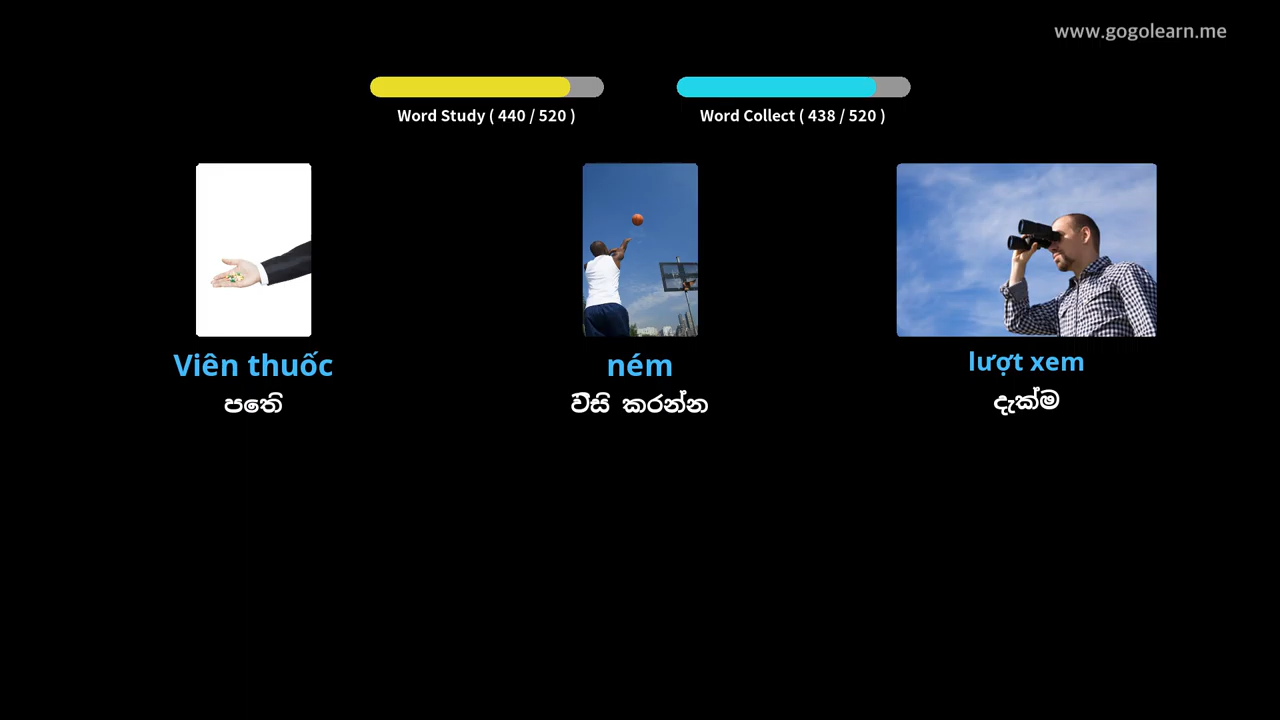 www.gogolearn.me
Word Study ( 440 / 520 )
Word Collect ( 438 / 520 )
Viên thuốc
පෙති
ném
වීසි කරන්න
lượt xem
දැක්ම